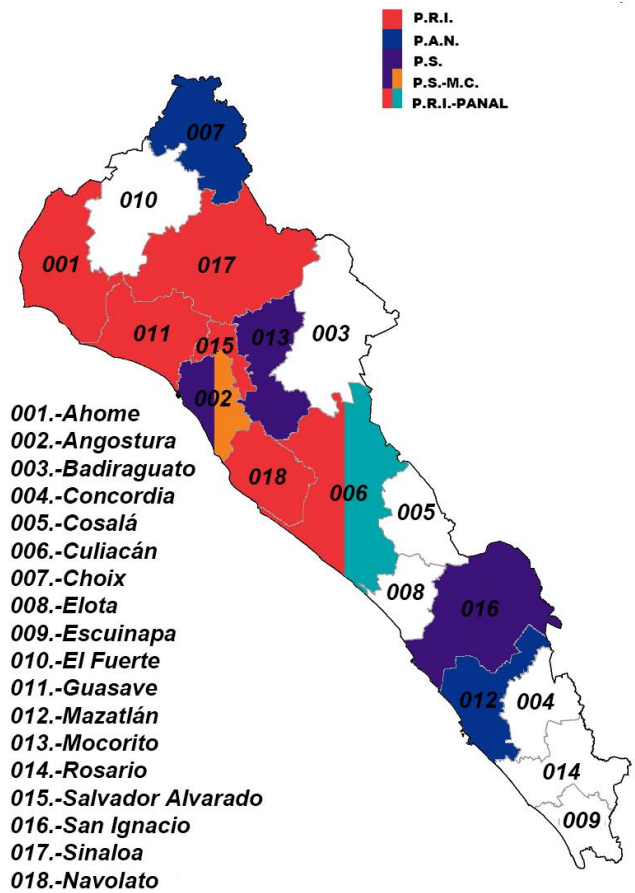 P.R.I.
P.A.N.
P.S.
P.S.-M.C.
P.R.I.-PANAL
007
010
001
017
011
015
013
003
002
018
006
005
008
016
012
004
014
009
001.-Ahome
002.-Angostura
003.-Badiraguato
004.-Concordia
005.-Cosalá
006.-Culiacán
007.-Choix
008.-Elota
009.-Escuinapa
010.-El Fuerte
011.-Guasave
012.-Mazatlán
013.-Mocorito
014.-Rosario
015.-Salvador Alvarado
016.-San Ignacio
017.-Sinaloa
018.-Navolato